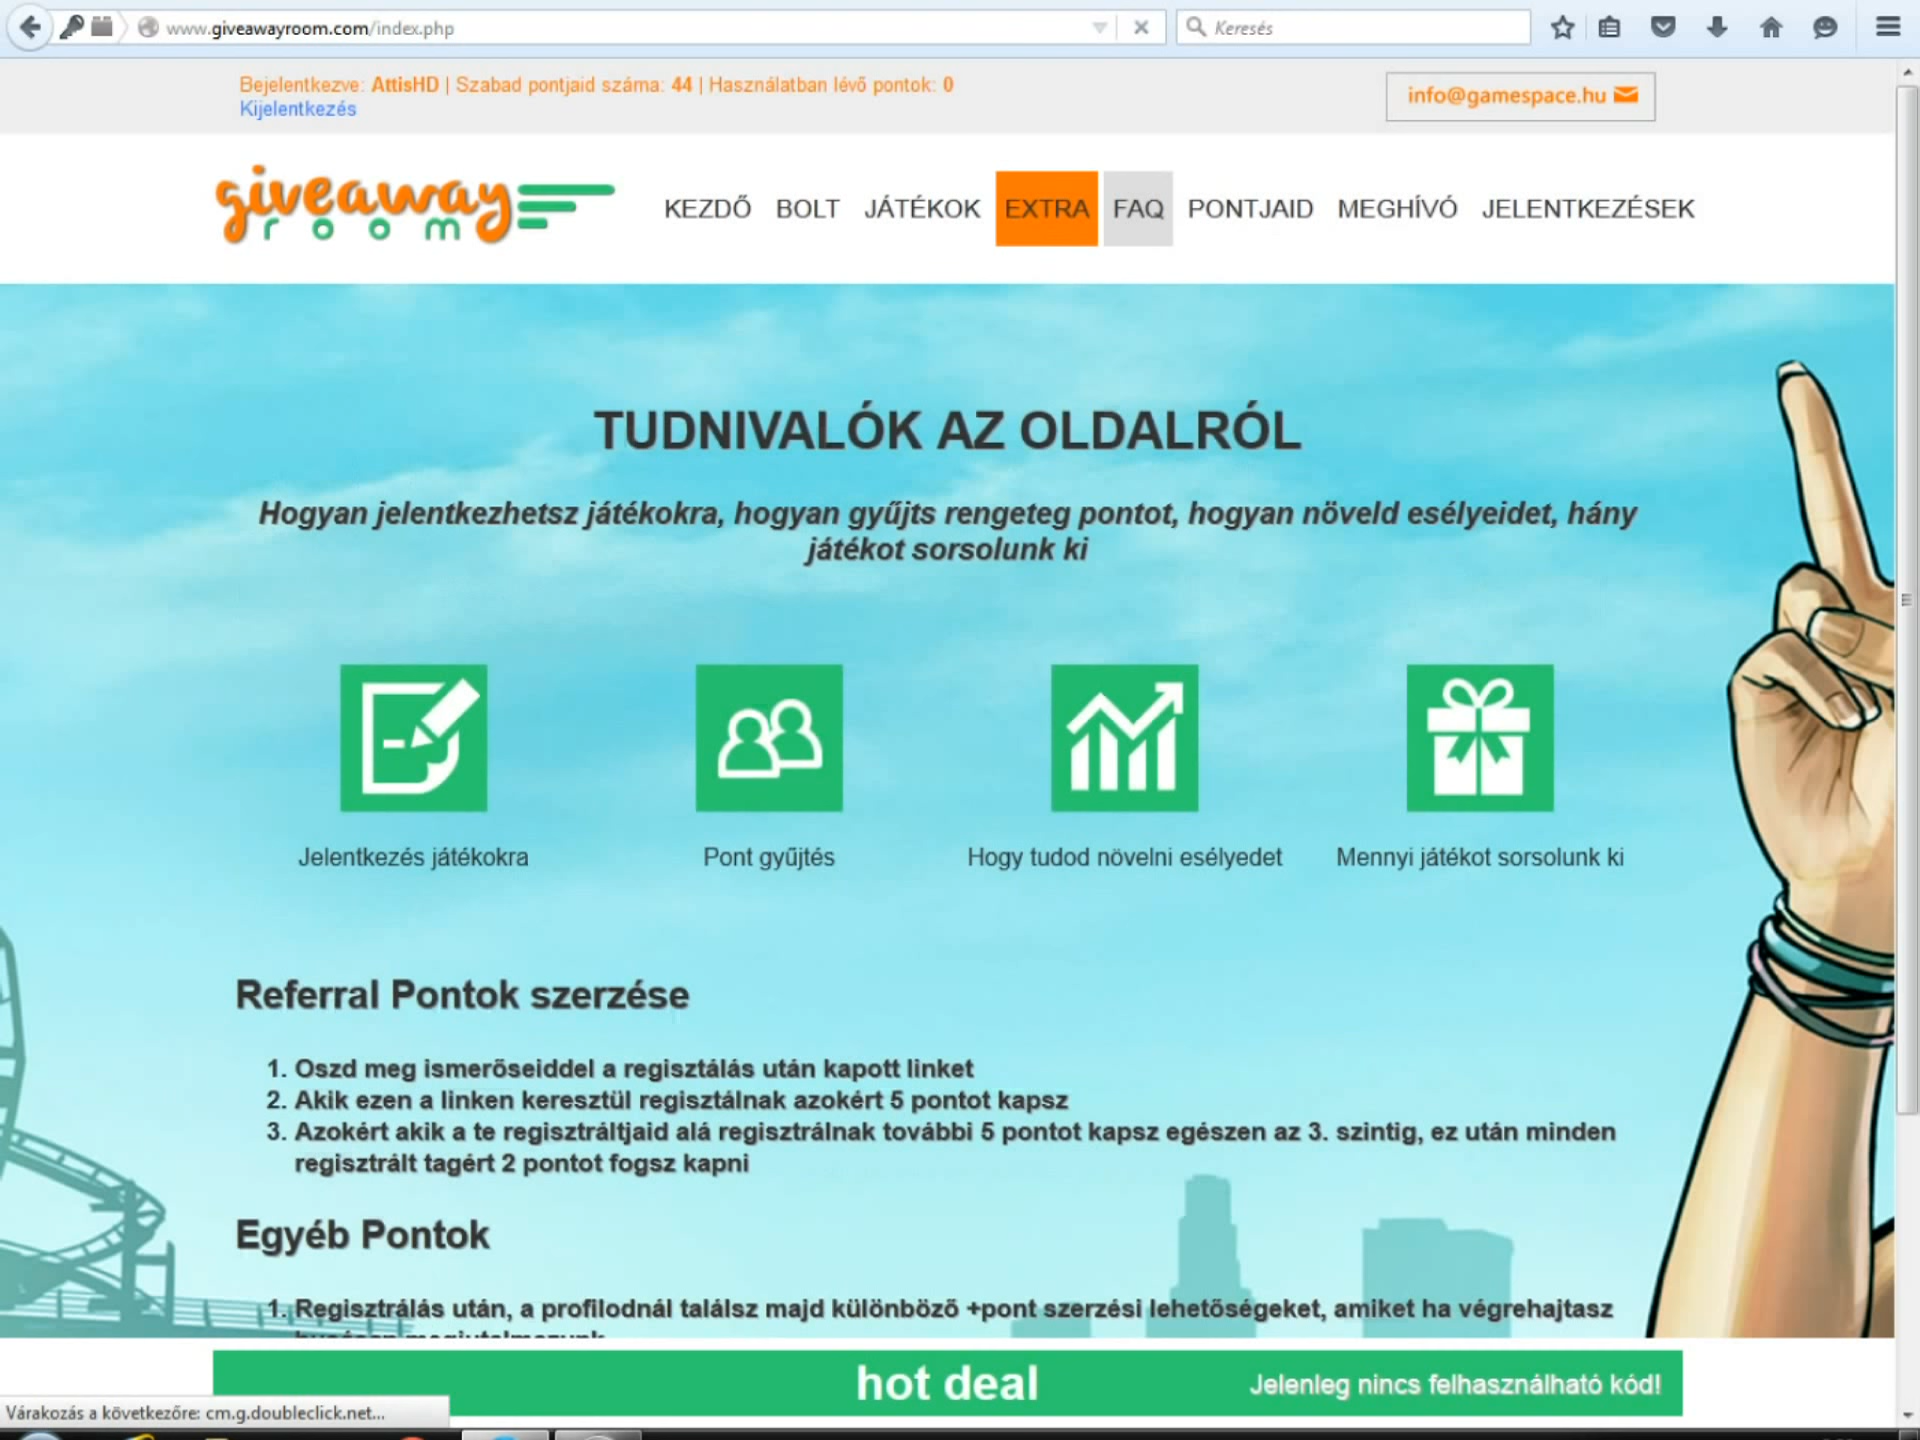 www.giveawayroom.com/index.php
Keresés
Bejelentkezve: AttisHD | Szabad pontjaid száma: 44 | Használatban lévő pontok: 0
Kijelentkezés
info@gamespace.hu
giveaway
room
KEZDŐ BOLT JÁTÉKOK EXTRA FAQ PONTJAID MEGHÍVÓ JELENTKEZÉSEK
TUDNIVALÓK AZ OLDALRÓL
Hogyan jelentkezhetsz játékokra, hogyan gyűjts rengeteg pontot, hogyan növeld esélyeidet, hány
játékot sorsolunk ki
Jelentkezés játékokra
Pont gyűjtés
Hogy tudod növelni esélyedet
Mennyi játékot sorsolunk ki
Referral Pontok szerzése
1. Oszd meg ismerőseiddel a regisztálás után kapott linket
2. Akik ezen a linken keresztül regisztálnak azokért 5 pontot kapsz
3. Azokért akik a te regisztráltjaid alá regisztrálnak további 5 pontot kapsz egészen az 3. szintig, ez után minden
regisztrált tagért 2 pontot fogsz kapni
Egyéb Pontok
1. Regisztrálás után, a profilodnál találsz majd különböző +pont szerzési lehetőségeket, amiket ha végrehajtasz
hot deal
Jelenleg nincs felhasználható kód!
Várakozás a következőre: cm.g.doubleclick.net...